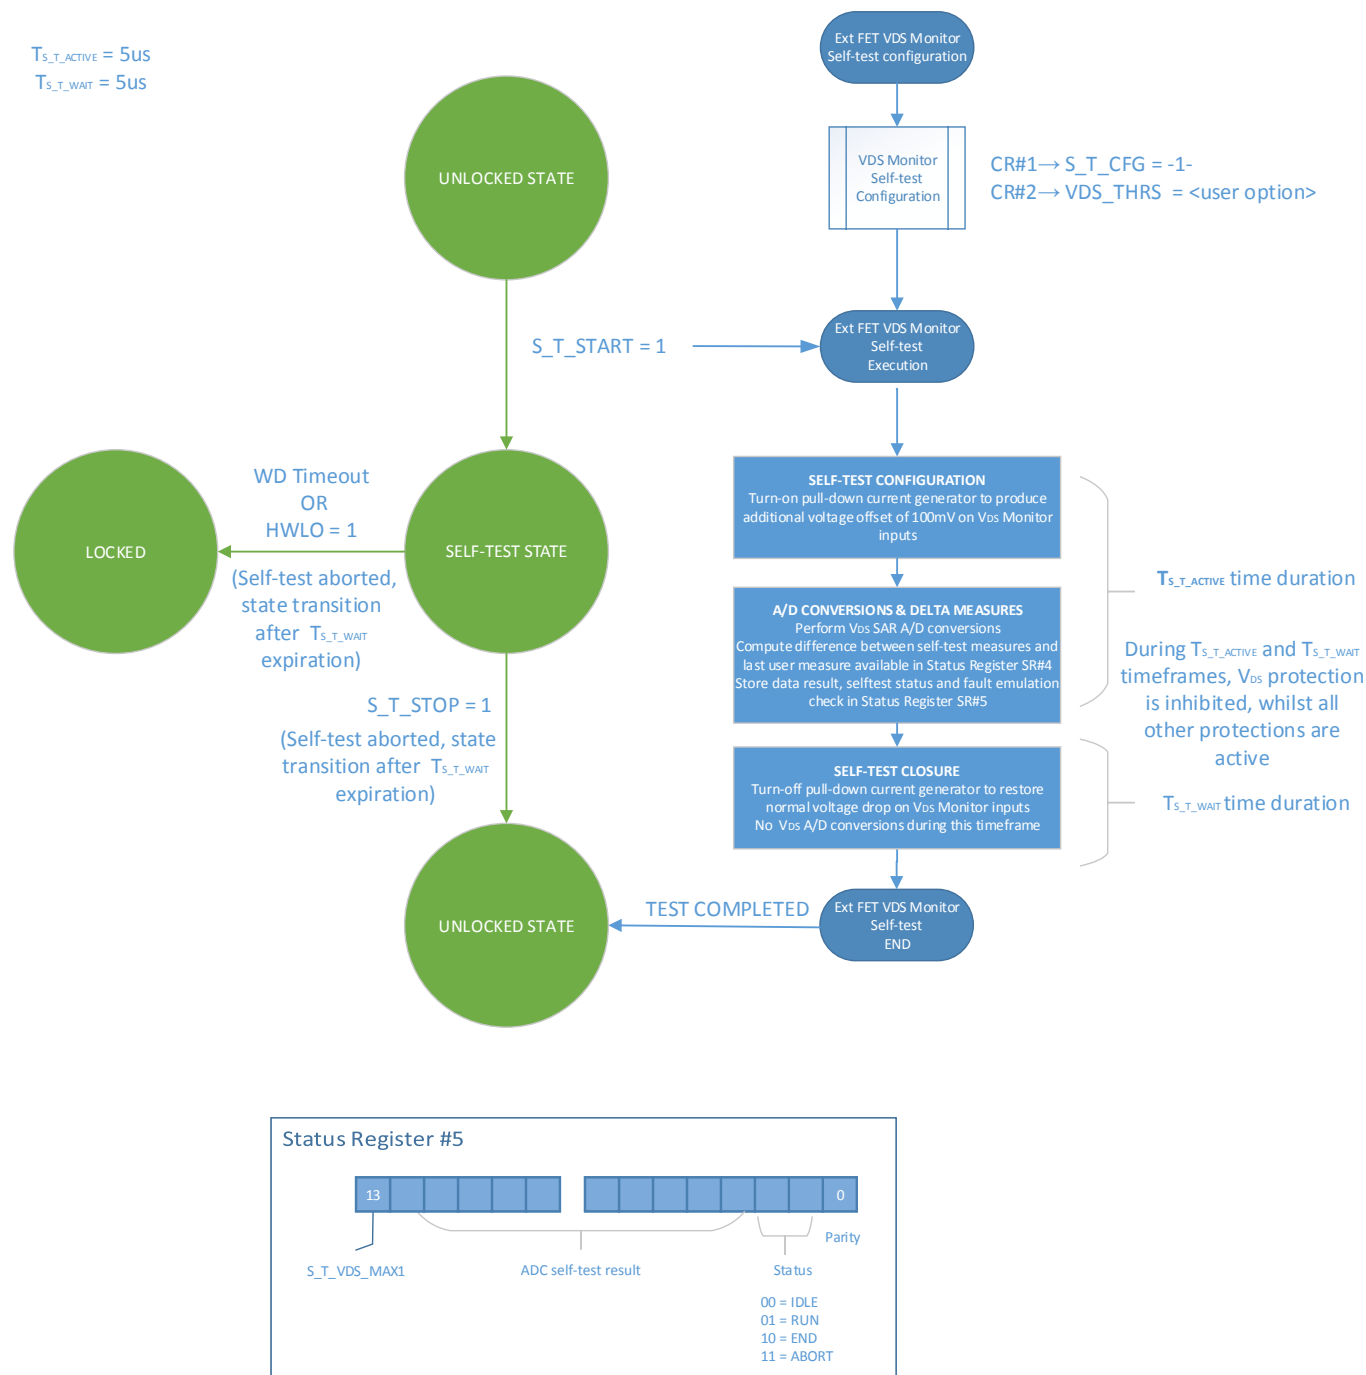 T S_T_ACTIVE = 5us
T S_T_WAIT = 5us
Ext FET VDS Monitor
Self-test configuration
UNLOCKED STATE
VDS Monitor
Self-test
Configuration
CR#1→ S_T_CFG = -1-
CR#2→ VDS_THRS = <user option>
S_T_START = 1
Ext FET VDS Monitor
Self-test
Execution
WD Timeout
OR
HWLO = 1
LOCKED
SELF-TEST STATE
(Self-test aborted,
state transition
after T S_T_WAIT
expiration)
SELF-TEST CONFIGURATION
Turn-on pull-down current generator to produce
additional voltage offset of 100mV on VDS Monitor
inputs
A/D CONVERSIONS & DELTA MEASURES
Perform VDS SAR A/D conversions
Compute difference between self-test measures and
last user measure available in Status Register SR#4
Store data result, selftest status and fault emulation
check in Status Register SR#5
T S_T_ACTIVE time duration
During T S_T_ACTIVE and T S_T_WAIT
timeframes, VDS protection
is inhibited, whilst all
other protections are
active
S_T_STOP = 1
(Self-test aborted, state
transition after T S_T_WAIT
expiration)
SELF-TEST CLOSURE
Turn-off pull-down current generator to restore
normal voltage drop on VDS Monitor inputs
No VDS A/D conversions during this timeframe
T S_T_WAIT time duration
UNLOCKED STATE
TEST COMPLETED
Ext FET VDS Monitor
Self-test
END
Status Register #5
13
0
Parity
S_T_VDS_MAX1
ADC self-test result
Status
00 = IDLE
01 = RUN
10 = END
11 = ABORT